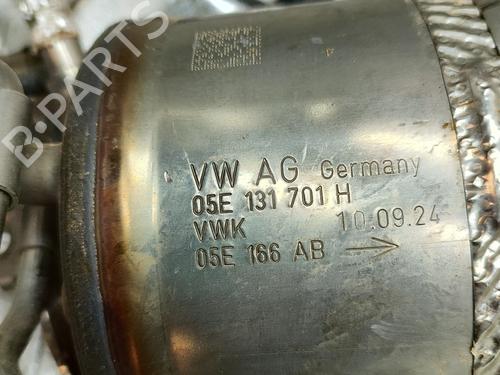 B-PARTS
VW AG Germany
05E 131 701 H
VWK 10.09.24
05E 166 AB →